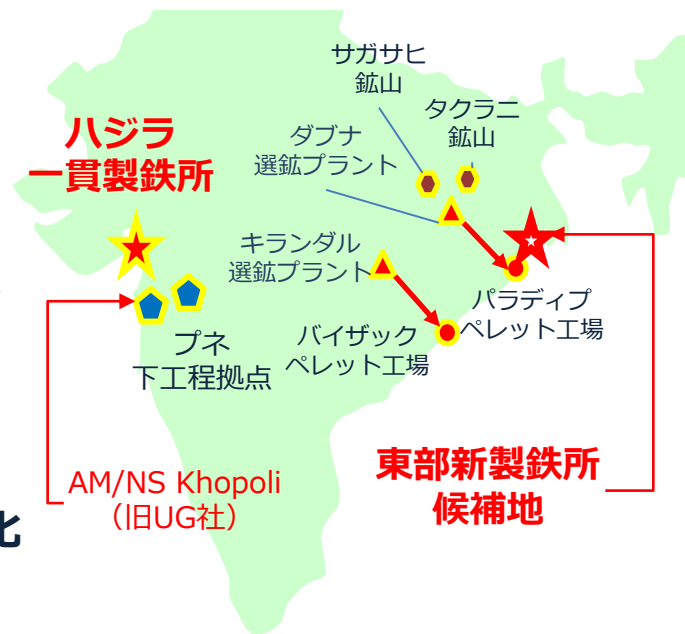 サガサヒ
鉱山
タクラニ
鉱山
ダブナ
選鉱プラント
ハジラ
一貫製鉄所
キランダル
選鉱プラント
パラディプ
ペレット工場
バイザック
ペレット工場
プネ
下工程拠点
東部新製鉄所
候補地
AM/NS Khopoli
（旧UG社）